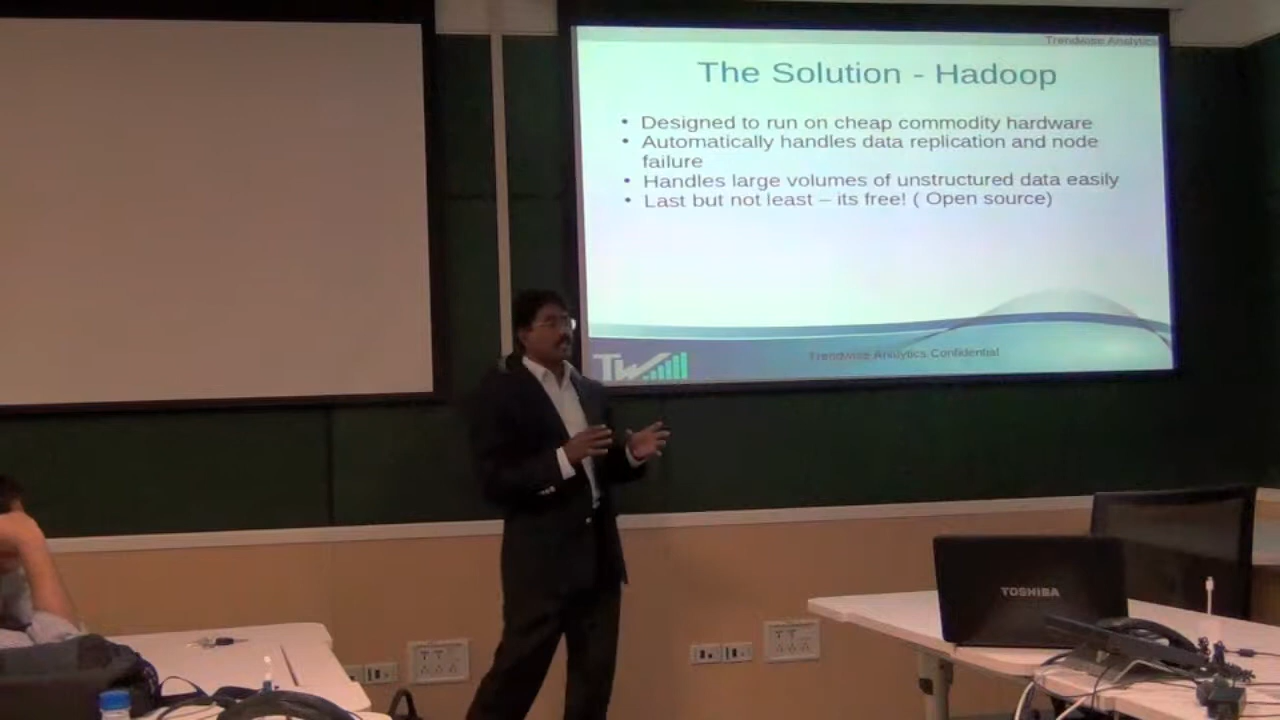 Trendwise Analytics
The Solution - Hadoop
• Designed to run on cheap commodity hardware
• Automatically handles data replication and node
failure
• Handles large volumes of unstructured data easily
• Last but not least – its free! ( Open source)
Trendwise Analytics Confidential
TW
TOSHIBA